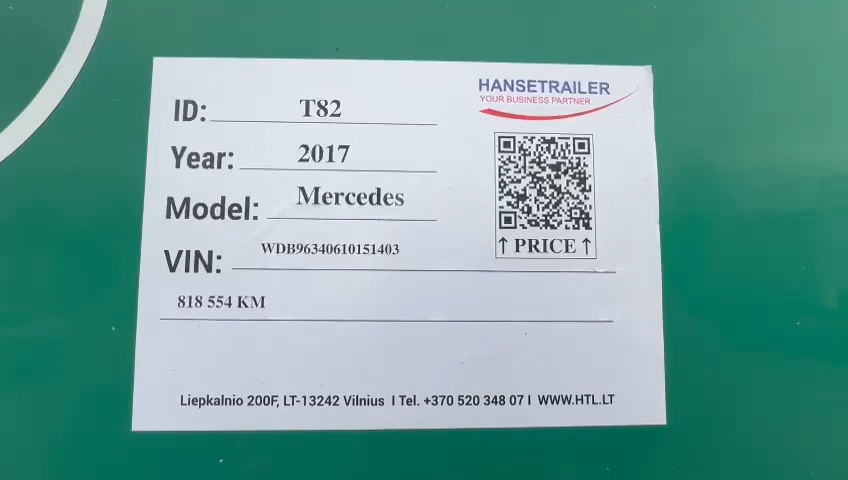 HANSETRAILER
YOUR BUSINESS PARTNER
ID: T82
Year: 2017
Model: Mercedes
VIN: WDB96340610151403
↑ PRICE ↑
818 554 KM
Liepkalnio 200F, LT-13242 Vilnius I Tel. +370 520 348 07 I WWW.HTL.LT